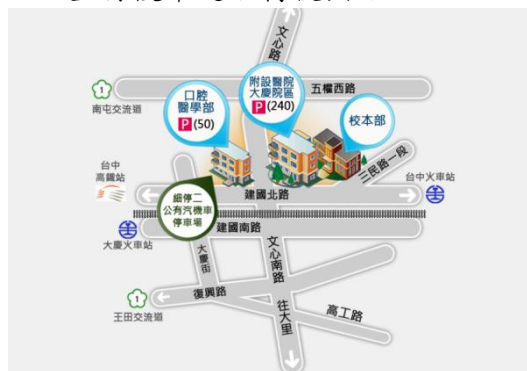 文心路
1
南屯交流道
五權西路
口腔
醫學部
P(50)
附設醫院
大慶院區
P(240)
校本部
三民路一段
台中
高鐵站
建國北路
台中火車站
細停二
公有汽機車
停車場
建國南路
大慶火車站
大慶街
文心南路
復興路
1
王田交流道
往大里
高工路